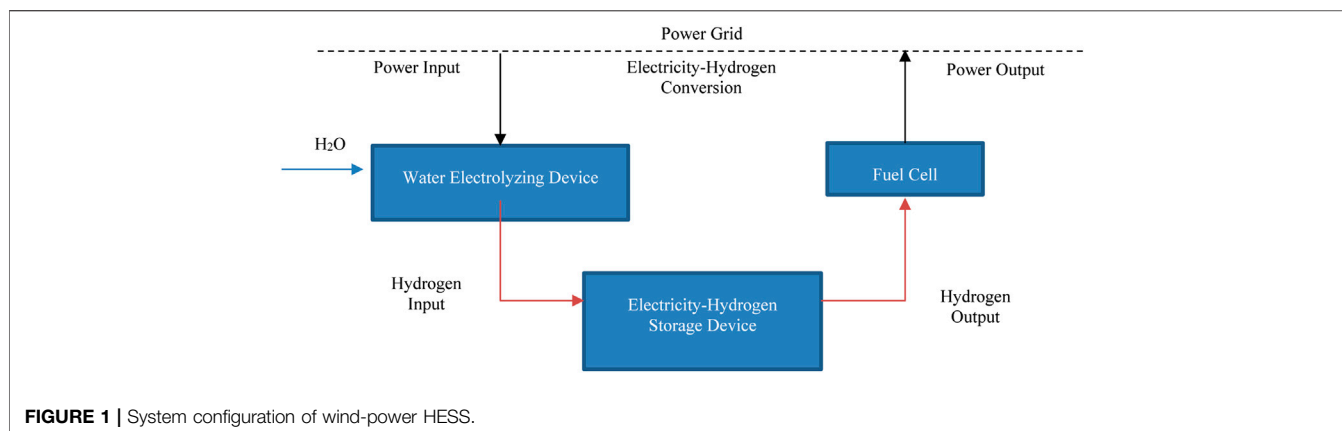 Power Grid
Power Input
Electricity-Hydrogen
Conversion
Power Output
H₂O
Water Electrolyzing Device
Fuel Cell
Hydrogen
Input
Electricity-Hydrogen
Storage Device
Hydrogen
Output
FIGURE 1 | System configuration of wind-power HESS.